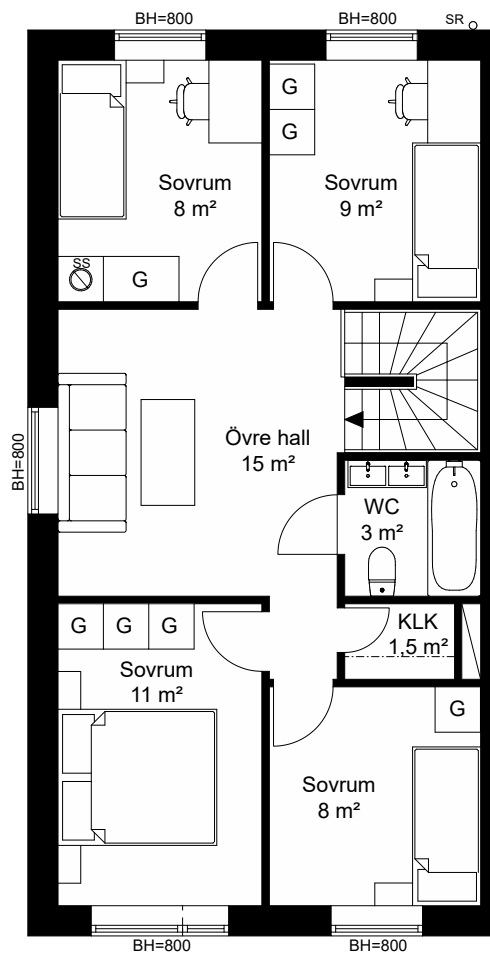 BH=800
BH=800
SR
G
G
Sovrum
8 m²
Sovrum
9 m²
SS
G
Övre hall
15 m²
BH=800
WC
3 m²
G G G
KLK
1,5 m²
Sovrum
11 m²
G
Sovrum
8 m²
BH=800
BH=800